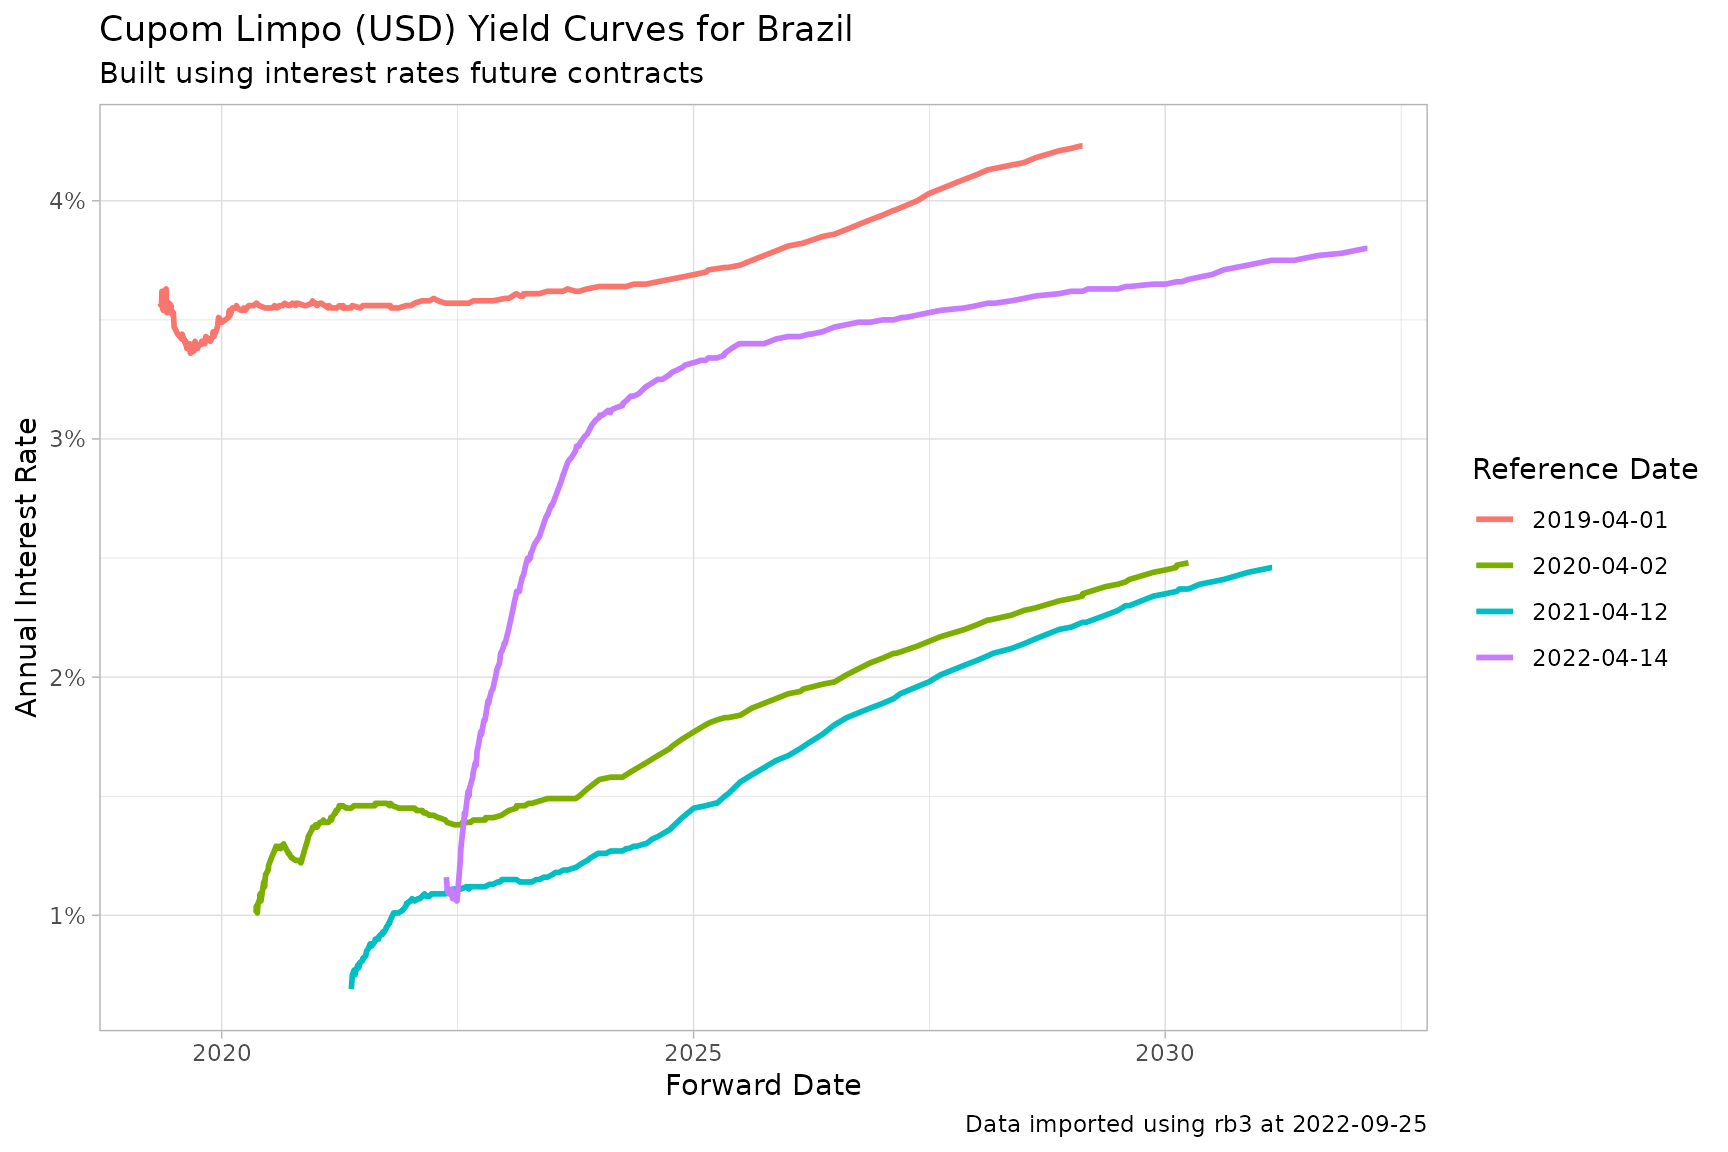 Cupom Limpo (USD) Yield Curves for Brazil
Built using interest rates future contracts
Annual Interest Rate
4%
3%
2%
1%
2020
2025
2030
Forward Date
Reference Date
2019-04-01
2020-04-02
2021-04-12
2022-04-14
Data imported using rb3 at 2022-09-25